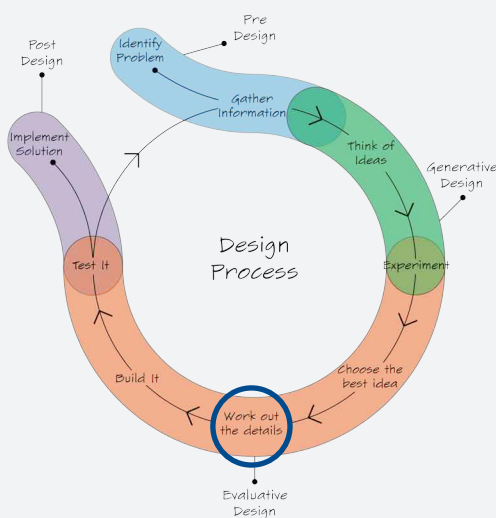 Pre
Design
Post
Design
Identify
Problem
Gather
Information
Implement
Solution
Think of
Ideas
Generative
Design
Design
Process
Test It
Experiment
Build It
Choose the
best idea
Work out
the details
Evaluative
Design